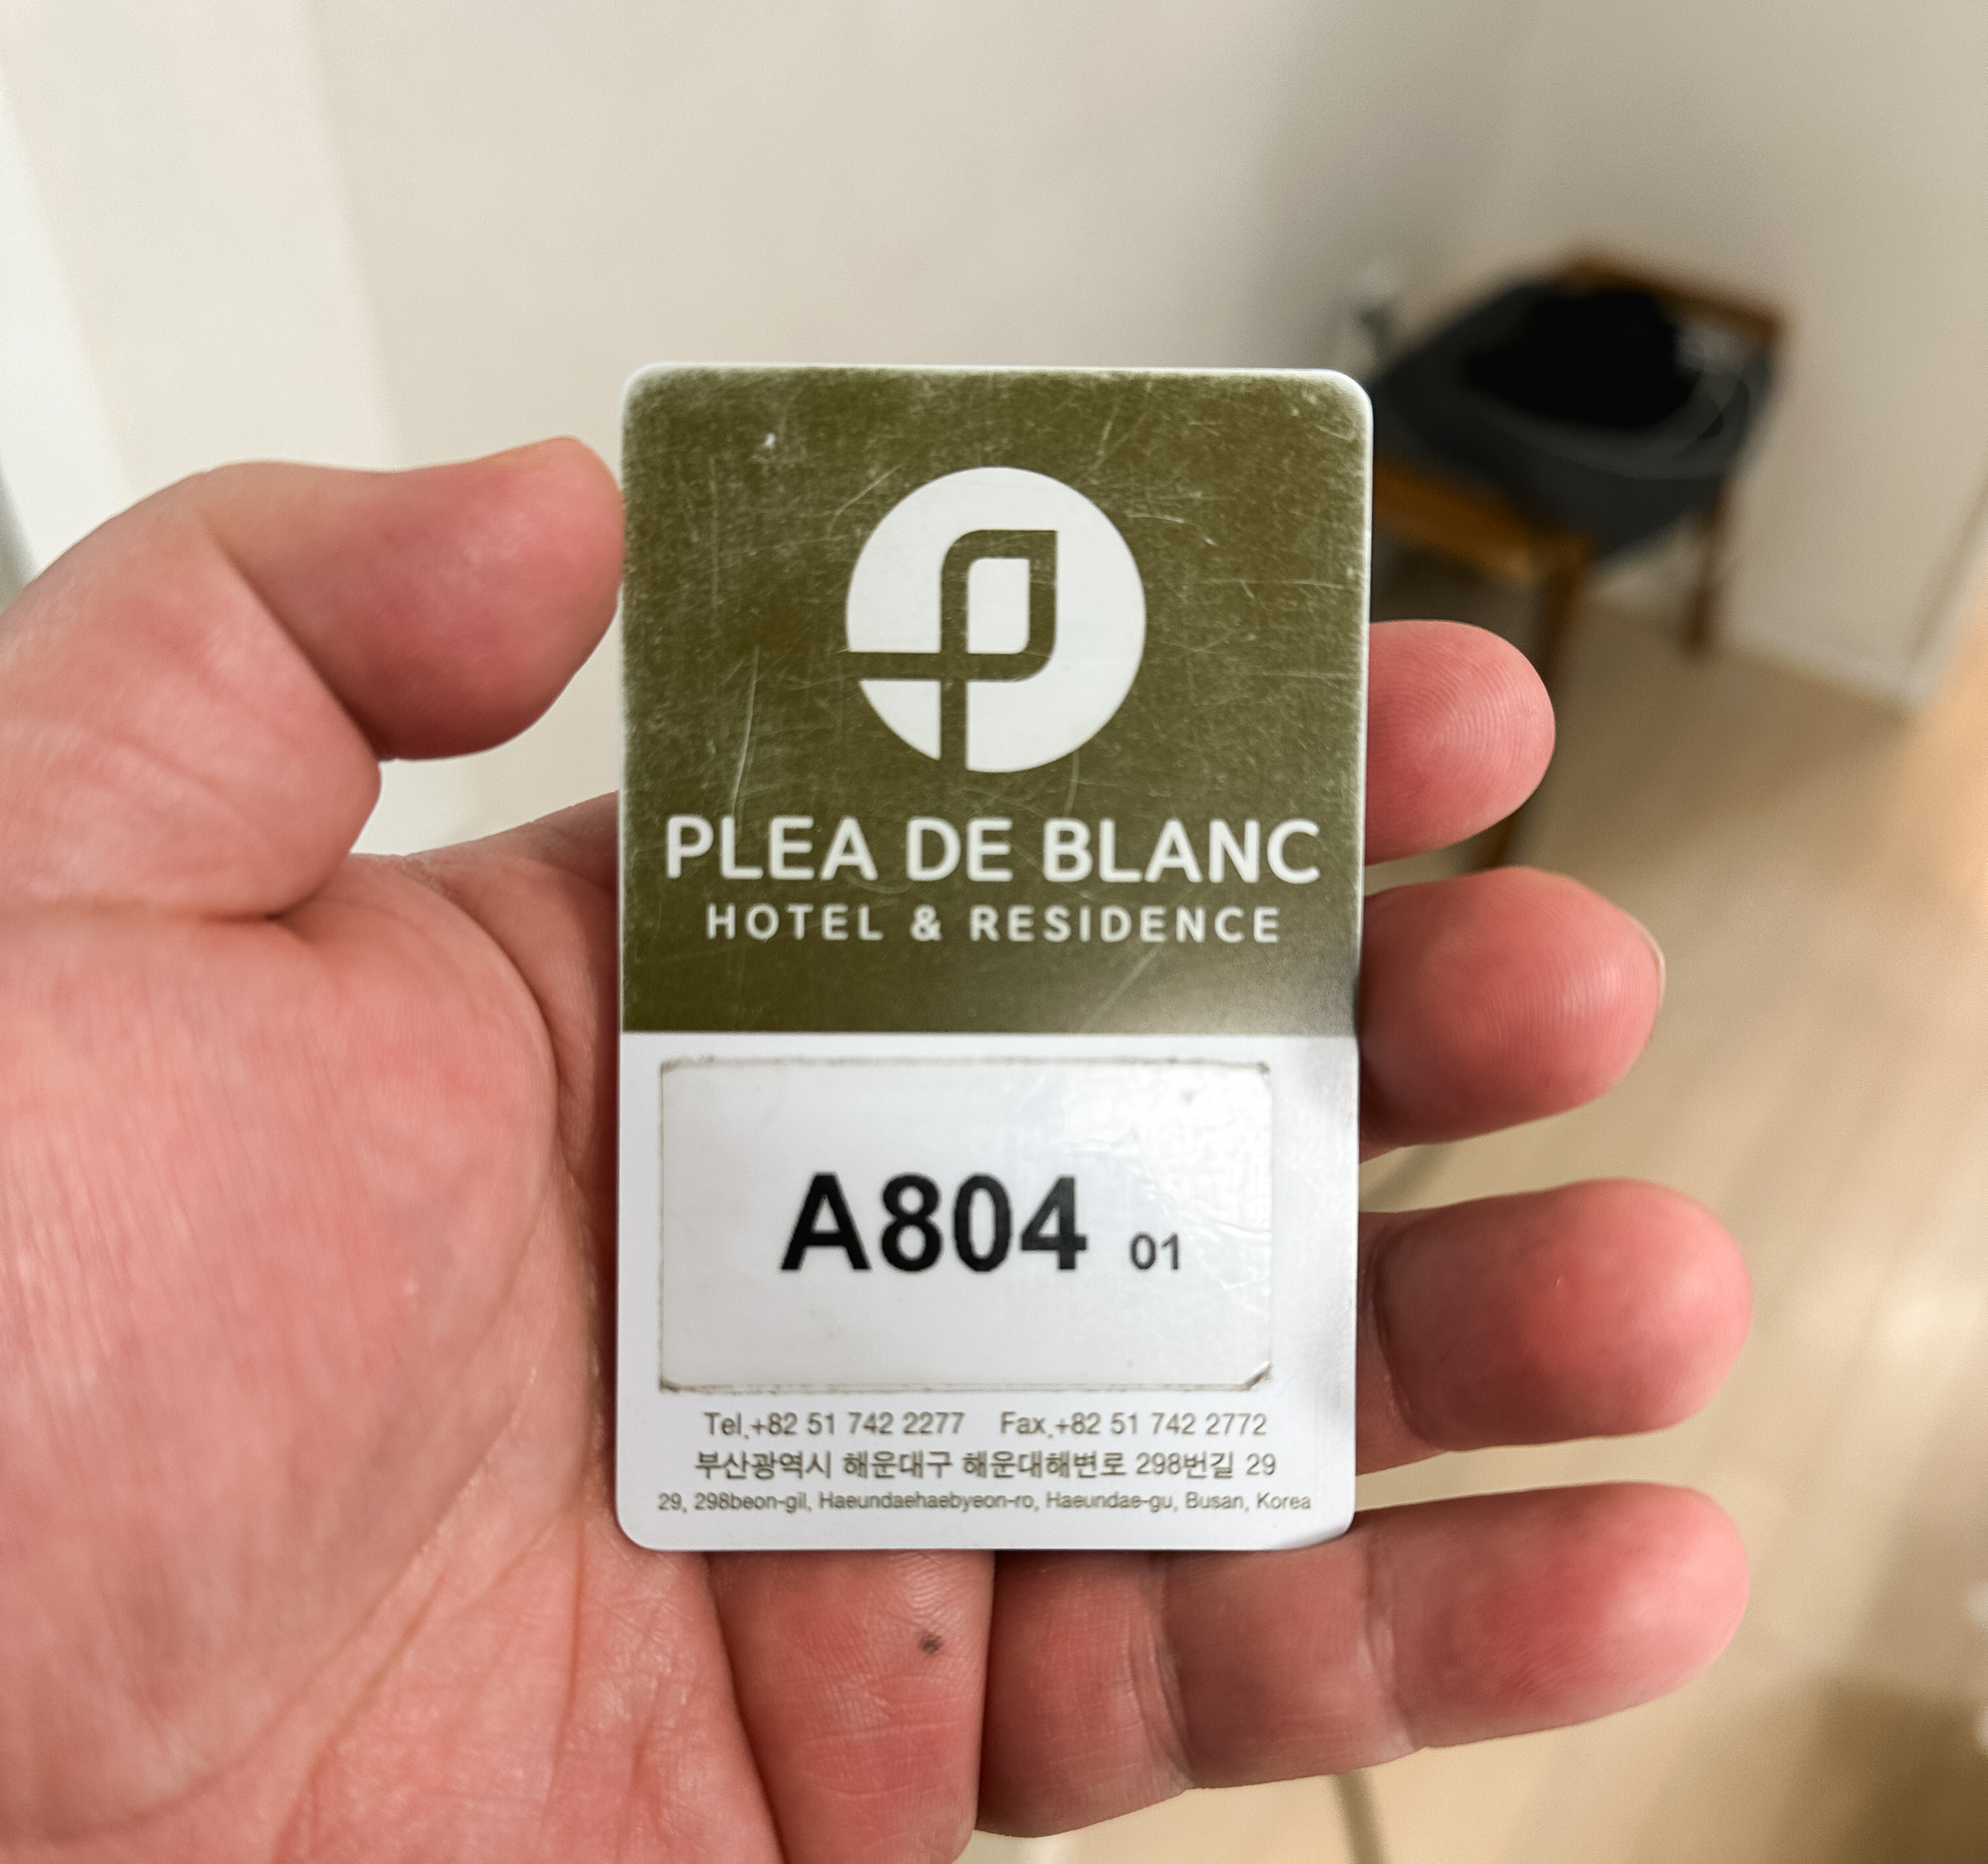 PLEA DE BLANC
HOTEL & RESIDENCE
A804 01
Tel.+82 51 742 2277 Fax.+82 51 742 2772
부산광역시 해운대구 해운대해변로 298번길 29
29, 298beon-gil, Haeundaehaebyeon-ro, Haeundae-gu, Busan, Korea